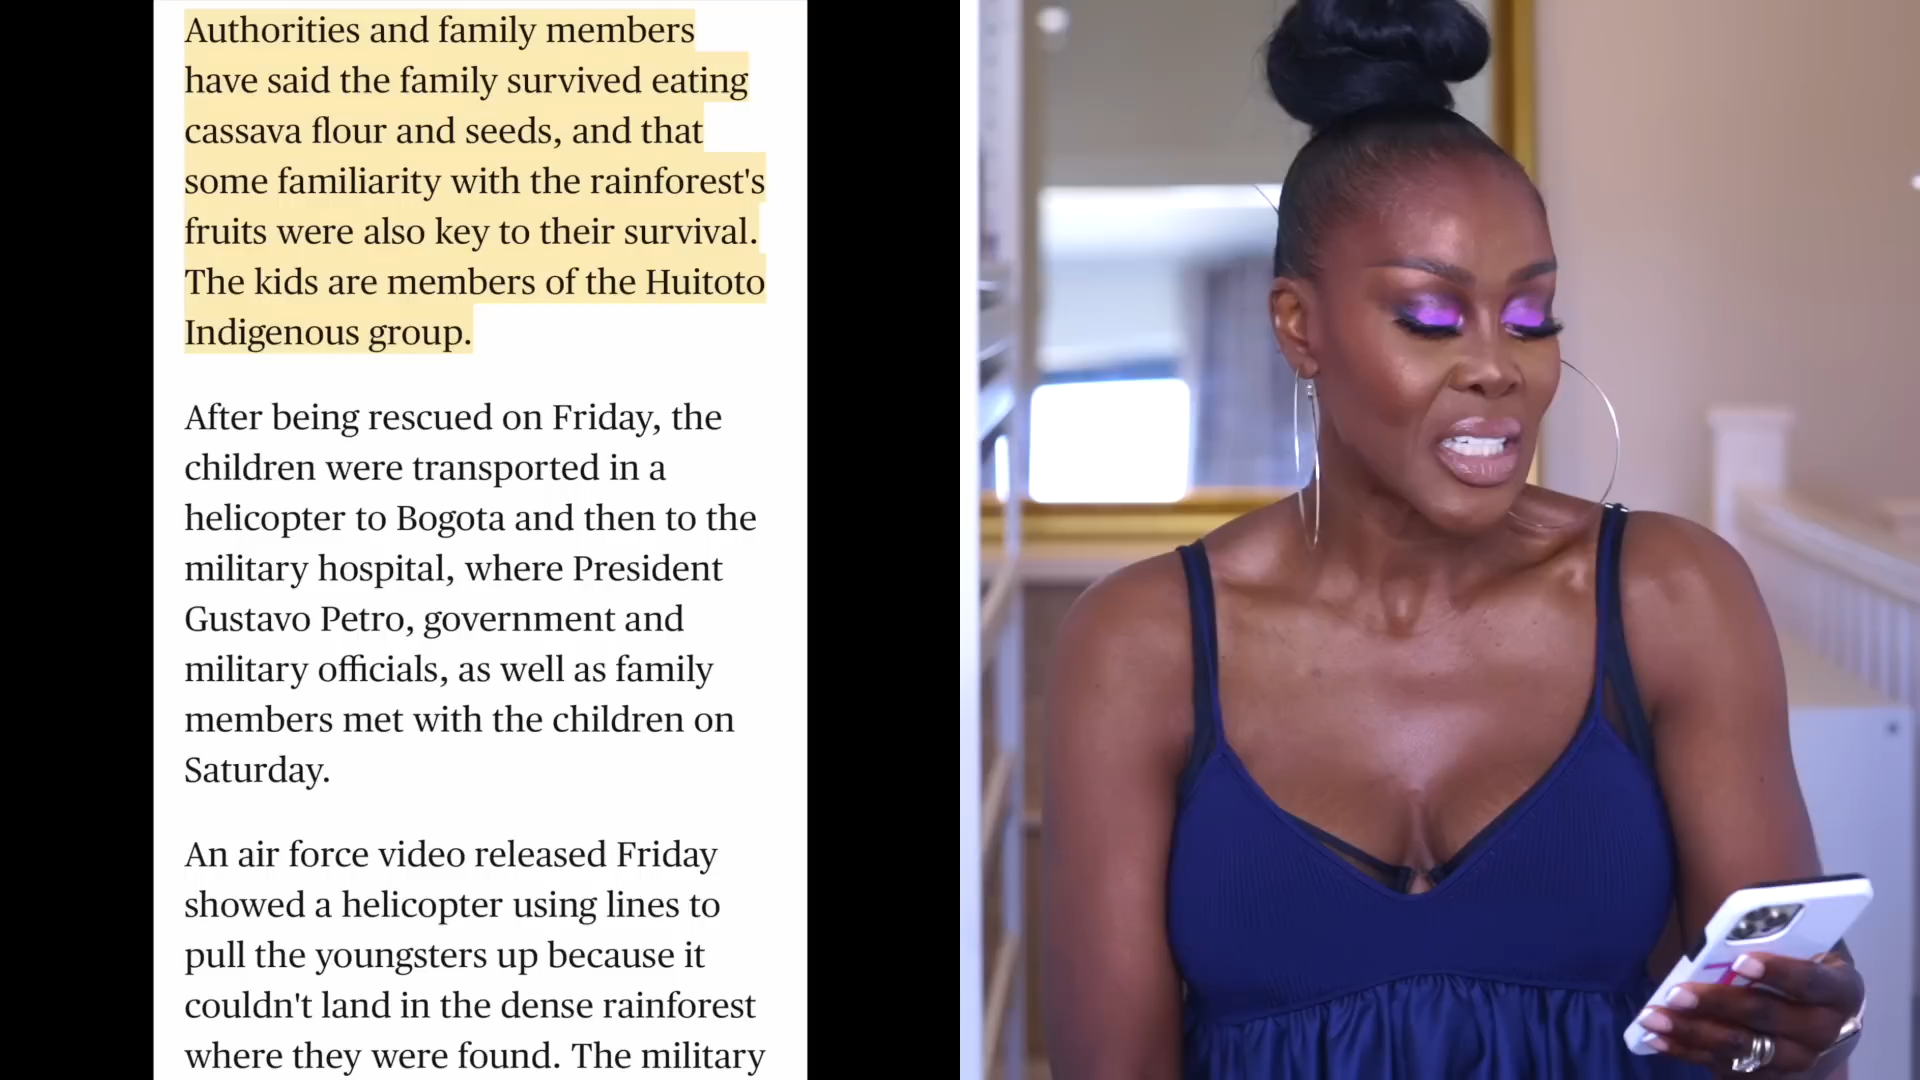 Authorities and family members
have said the family survived eating
cassava flour and seeds, and that
some familiarity with the rainforest's
fruits were also key to their survival.
The kids are members of the Huitoto
Indigenous group.
After being rescued on Friday, the
children were transported in a
helicopter to Bogota and then to the
military hospital, where President
Gustavo Petro, government and
military officials, as well as family
members met with the children on
Saturday.
An air force video released Friday
showed a helicopter using lines to
pull the youngsters up because it
couldn't land in the dense rainforest
where they were found. The military